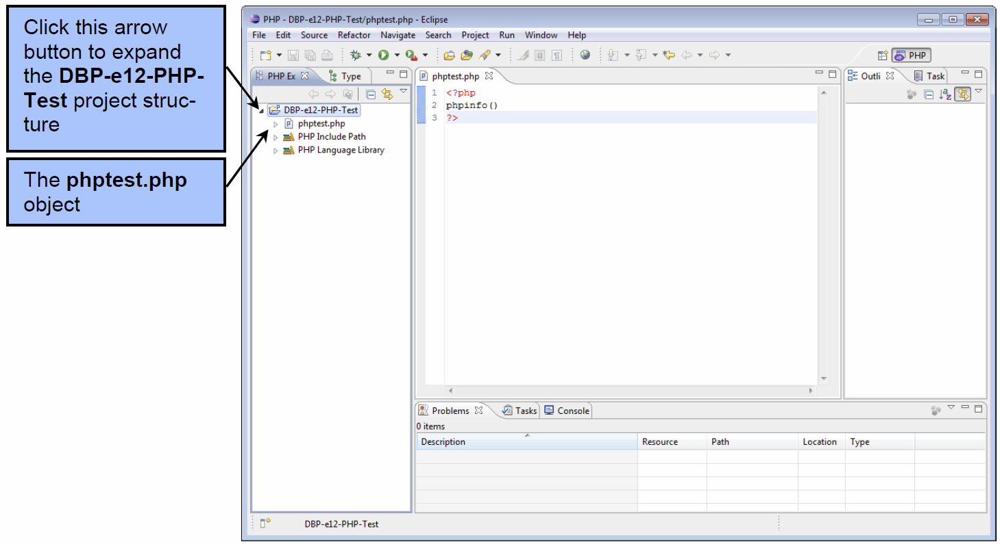 Click this arrow
button to expand
the DBP-e12-PHP-
Test project struc-
ture
The phptest.php
object
PHP - DBP-e12-PHP-Test/phptest.php - Eclipse
File Edit Source Refactor Navigate Search Project Run Window Help
PHP
PHP Ex Type
DBP-e12-PHP-Test
phptest.php
PHP Include Path
PHP Language Library
phptest.php
1 <?php
2 phpinfo()
3 ?>
Outli Task
Problems Tasks Console
0 items
Description Resource Path Location Type
DBP-e12-PHP-Test